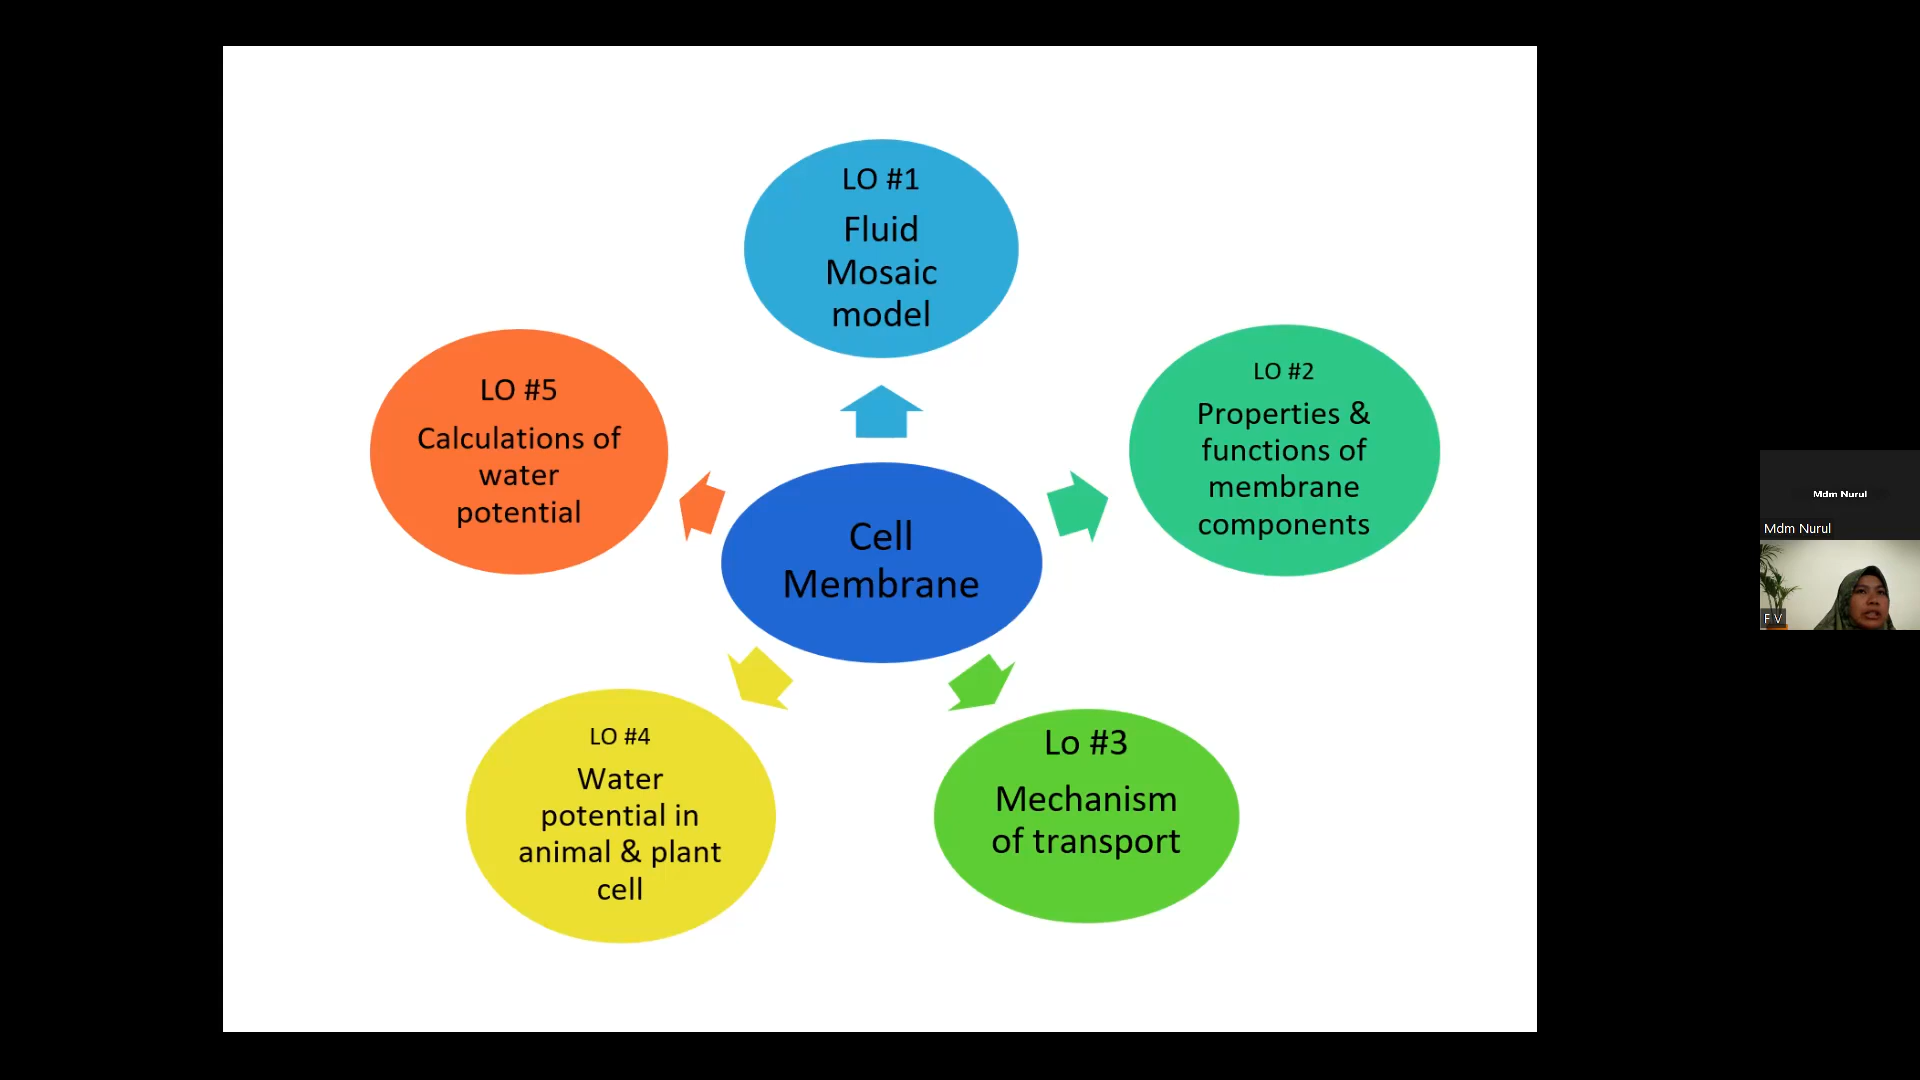 LO #1
Fluid
Mosaic
model
LO #2
Properties &
functions of
membrane
components
Lo #3
Mechanism
of transport
LO #4
Water
potential in
animal & plant
cell
LO #5
Calculations of
water
potential
Cell
Membrane
Mdm Nurul
Mdm Nurul
F V